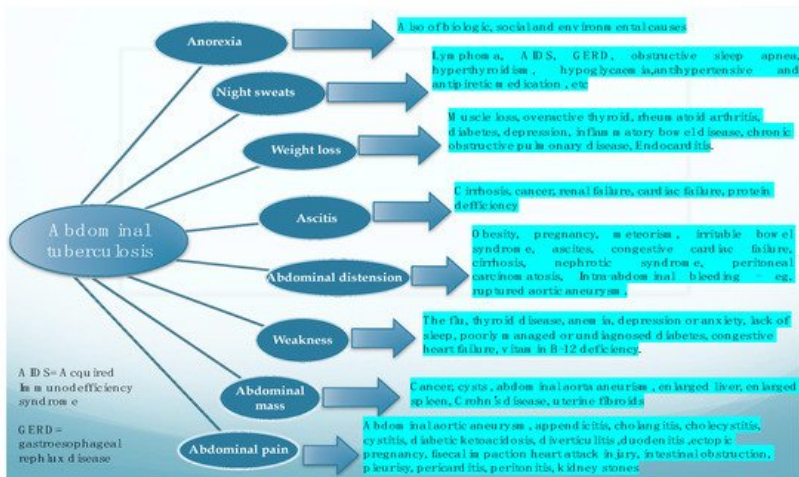 Anorexia
A lso of biologic, social and environmental causes
Night sweats
Lymphoma, AIDS, GERD, obstructive sleep apnea,
hyperthyroidism, hypoglycaemia,antihypertensive and
antipiretic medication, etc
Weight loss
Muscle loss, overactive thyroid, rheumatoid arthritis,
diabetes, depression, inflammatory bowel disease, chronic
obstructive pulmonary disease, Endocarditis.
Ascitis
Cirrhosis, cancer, renal failure, cardiac failure, protein
defficiency
Abdominal
tuberculosis
Abdominal distension
Obesity, pregnancy, meteorism, irritable bowel
syndrome, ascites, congestive cardiac failure,
cirrhosis, nephrotic syndrome, peritoneal
carcinomatosis, Intra-abdominal bleeding - eg,
ruptured aortic aneurysm,
Weakness
The flu, thyroid disease, anemia, depression or anxiety, lack of
sleep, poorly managed or undiagnosed diabetes, congestive
heart failure, vitamin B-12 deficiency.
Abdominal
mass
Cancer, cysts, abdominal aorta aneurism, enlarged liver, enlarged
spleen, Crohn's disease, uterine fibroids
Abdominal pain
Abdominal aortic aneurysm, appendicitis, cholangitis, cholecystitis,
cystitis, diabetic ketoacidosis, diverticulitis ,duodenitis ,ectopic
pregnancy, faecal impaction heart attack injury, intestinal obstruction,
pleurisy, pericarditis, peritonitis, kidney stones
AIDS=Acquired
Immunodefficiency
syndrome
GERD=
gastroesophageal
rephlux disease